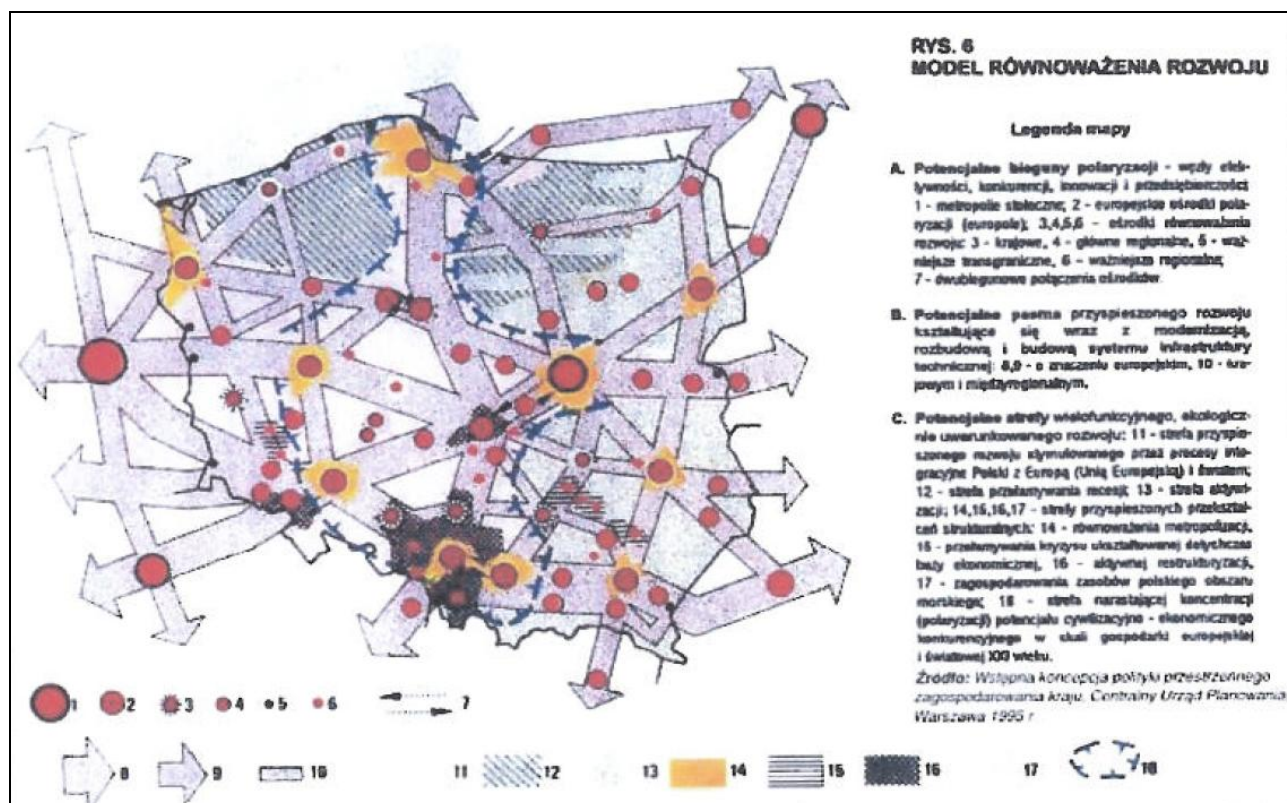 RYS. 6
MODEL RÓWNOWAŻENIA ROZWOJU
Legenda mapy
A. Potencjalne bieguny polaryzacji - węzły efek-
tywności, konkurencji, innowacji i przedsiębiorczości:
1 - metropolie stołeczne; 2 - europejskie ośrodki pola-
ryzacji (europole); 3,4,5,6 - ośrodki równoważenia
rozwoju: 3 - krajowe, 4 - główne regionalne, 5 - waż-
niejsze transgraniczne, 6 - ważniejsze regionalne;
7 - dwubiegunowe połączenia ośrodków.
B. Potencjalne pasma przyspieszonego rozwoju
kształtujące się wraz z modernizacją,
rozbudową i budową systemu infrastruktury
technicznej: 8,9 - o znaczeniu europejskim, 10 - kra-
jowym i międzyregionalnym.
C. Potencjalne strefy wielofunkcyjnego, ekologicz-
nie uwarunkowanego rozwoju: 11 - strefa przyspie-
szonego rozwoju stymulowanego przez procesy inte-
gracyjne Polski z Europą (Unią Europejską) i światem;
12 - strefa przełamywania recesji; 13 - strefa aktywi-
zacji; 14,15,16,17 - strefy przyspieszonych przekształ-
ceń strukturalnych: 14 - równoważenia metropolizacji,
15 - przełamywania kryzysu ukształtowanej dotychczas
bazy ekonomicznej, 16 - aktywnej restrukturyzacji,
17 - zagospodarowania zasobów polskiego obszaru
morskiego; 18 - strefa narastającej koncentracji
(polaryzacji) potencjału cywilizacyjno - ekonomicznego
konkurencyjnego w skali gospodarki europejskiej
i światowej XXI wieku.
Źródło: Wstępna koncepcja polityki przestrzennego
zagospodarowania kraju, Centralny Urząd Planowania,
Warszawa 1995 r
1 2 3 4 5 6 7
8 9 10 11 12 13 14 15 16 17 18